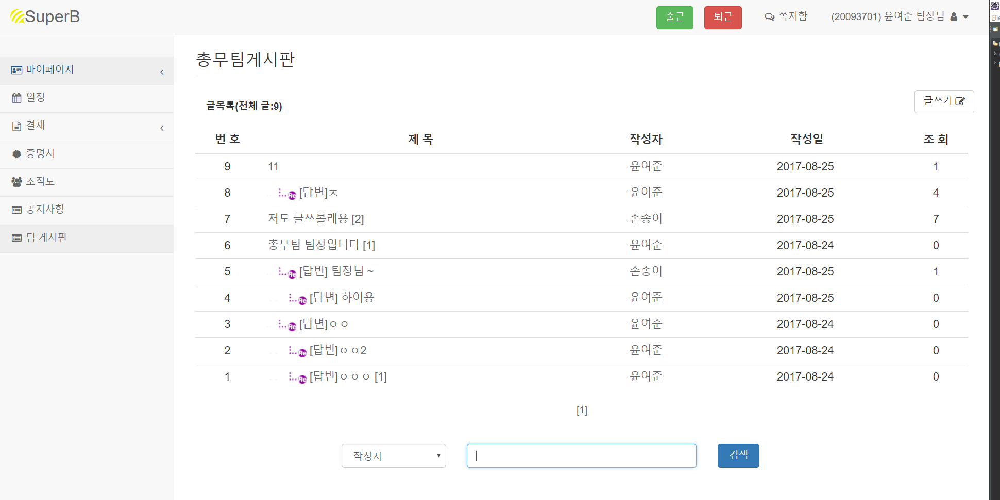 SuperB
출근 퇴근 쪽지함 (20093701) 윤여준 팀장님
File
마이페이지
일정
결재
증명서
조직도
공지사항
팀 게시판
총무팀게시판
글목록(전체 글:9)
글쓰기
번 호 제 목 작성자 작성일 조 회
9 11 윤여준 2017-08-25 1
8 Re [답변]ㅈ 윤여준 2017-08-25 4
7 저도 글쓰볼래용 [2] 손송이 2017-08-25 7
6 총무팀 팀장입니다 [1] 윤여준 2017-08-24 0
5 Re [답변] 팀장님 ~ 손송이 2017-08-25 1
4 Re [답변] 하이용 윤여준 2017-08-25 0
3 Re [답변]ㅇㅇ 윤여준 2017-08-24 0
2 Re [답변]ㅇㅇ2 윤여준 2017-08-24 0
1 Re [답변]ㅇㅇㅇ [1] 윤여준 2017-08-24 0
[1]
작성자 검색